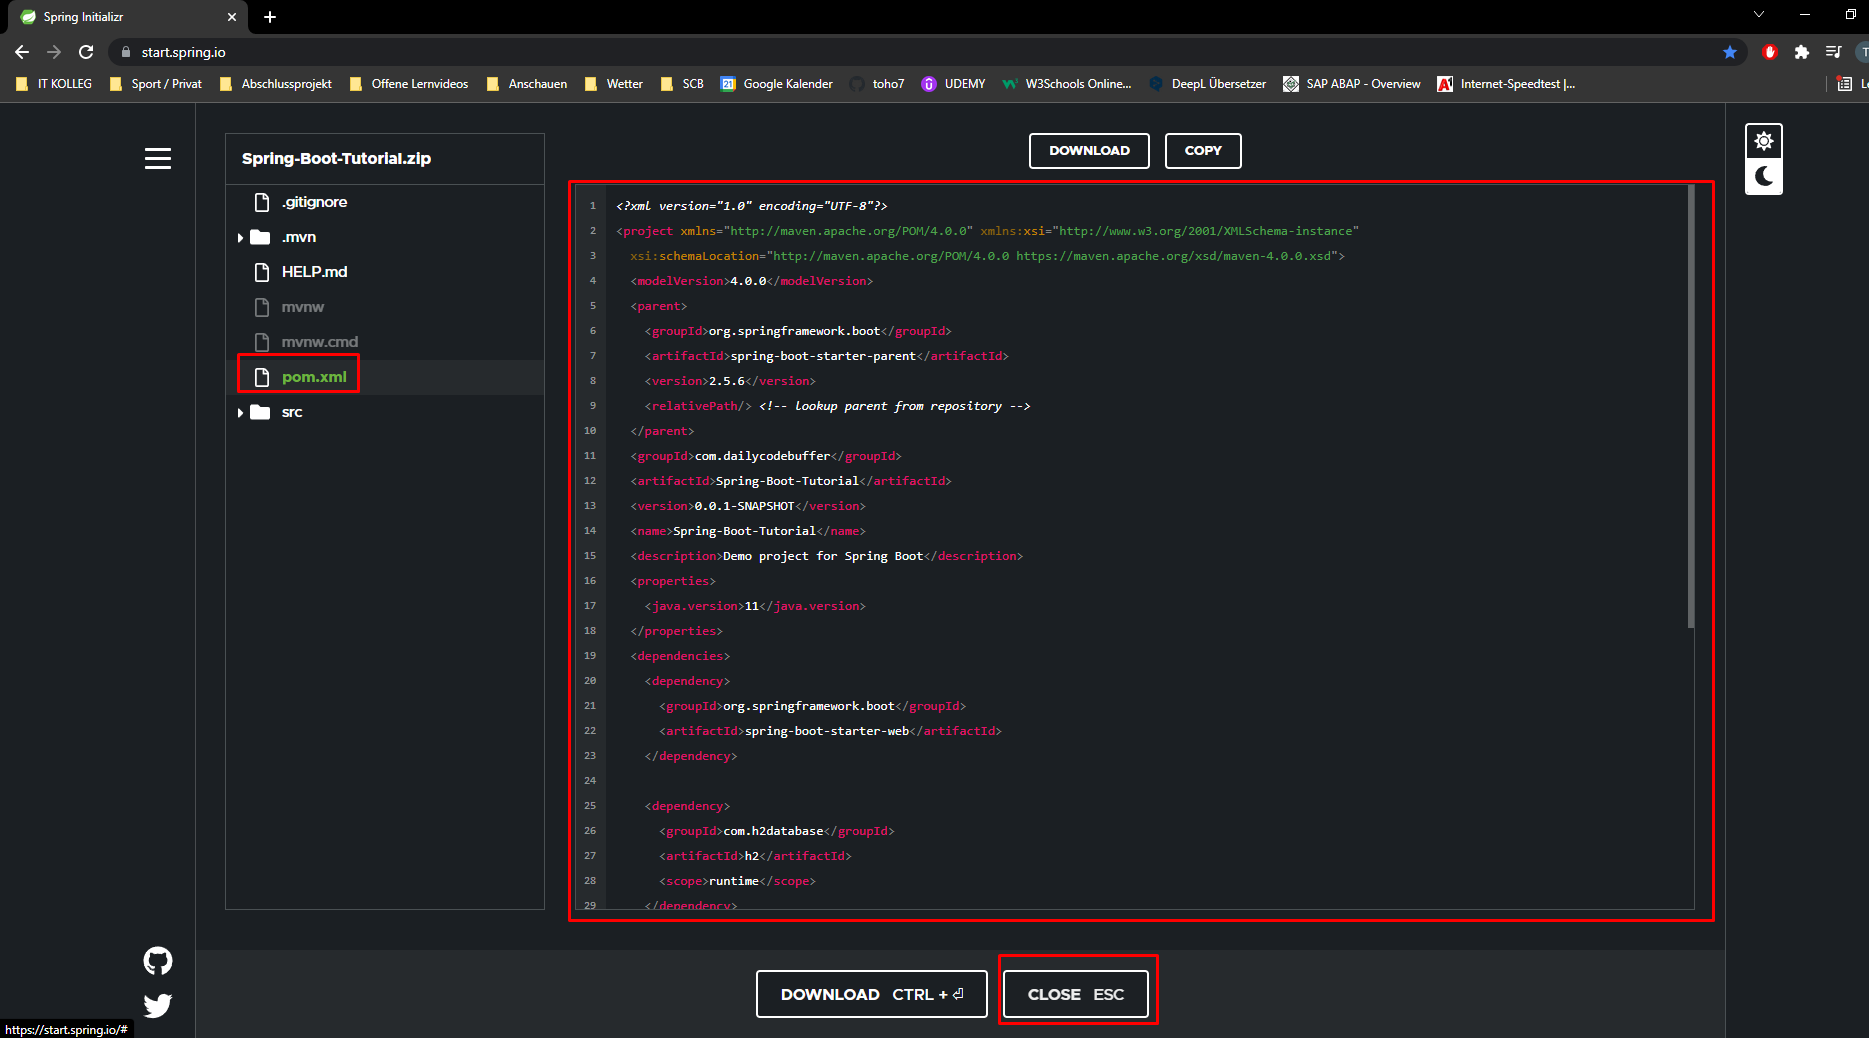 Spring Initializr
start.spring.io
IT KOLLEG Sport / Privat Abschlussprojekt Offene Lernvideos Anschauen Wetter SCB Google Kalender toho7 UDEMY W3Schools Online... DeepL Übersetzer SAP ABAP - Overview Internet-Speedtest |... Le
Spring-Boot-Tutorial.zip
.gitignore
.mvn
HELP.md
mvnw
mvnw.cmd
pom.xml
src
DOWNLOAD COPY
1 <?xml version="1.0" encoding="UTF-8"?>
2 <project xmlns="http://maven.apache.org/POM/4.0.0" xmlns:xsi="http://www.w3.org/2001/XMLSchema-instance"
3 xsi:schemaLocation="http://maven.apache.org/POM/4.0.0 https://maven.apache.org/xsd/maven-4.0.0.xsd">
4 <modelVersion>4.0.0</modelVersion>
5 <parent>
6 <groupId>org.springframework.boot</groupId>
7 <artifactId>spring-boot-starter-parent</artifactId>
8 <version>2.5.6</version>
9 <relativePath/> <!-- lookup parent from repository -->
10 </parent>
11 <groupId>com.dailycodebuffer</groupId>
12 <artifactId>Spring-Boot-Tutorial</artifactId>
13 <version>0.0.1-SNAPSHOT</version>
14 <name>Spring-Boot-Tutorial</name>
15 <description>Demo project for Spring Boot</description>
16 <properties>
17 <java.version>11</java.version>
18 </properties>
19 <dependencies>
20 <dependency>
21 <groupId>org.springframework.boot</groupId>
22 <artifactId>spring-boot-starter-web</artifactId>
23 </dependency>
24
25 <dependency>
26 <groupId>com.h2database</groupId>
27 <artifactId>h2</artifactId>
28 <scope>runtime</scope>
29 </dependency>
DOWNLOAD CTRL + ⏎ CLOSE ESC
https://start.spring.io/#